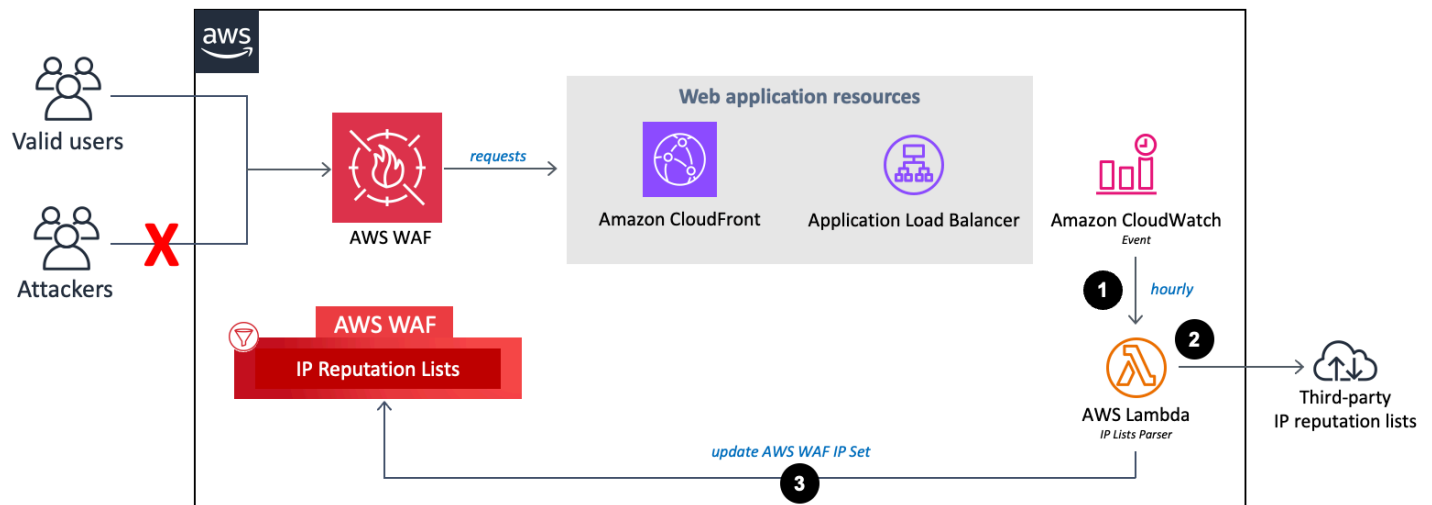 aws
Valid users
Attackers
X
AWS WAF
requests
Web application resources
Amazon CloudFront
Application Load Balancer
Amazon CloudWatch
Event
1
hourly
2
AWS Lambda
IP Lists Parser
Third-party
IP reputation lists
AWS WAF
IP Reputation Lists
update AWS WAF IP Set
3